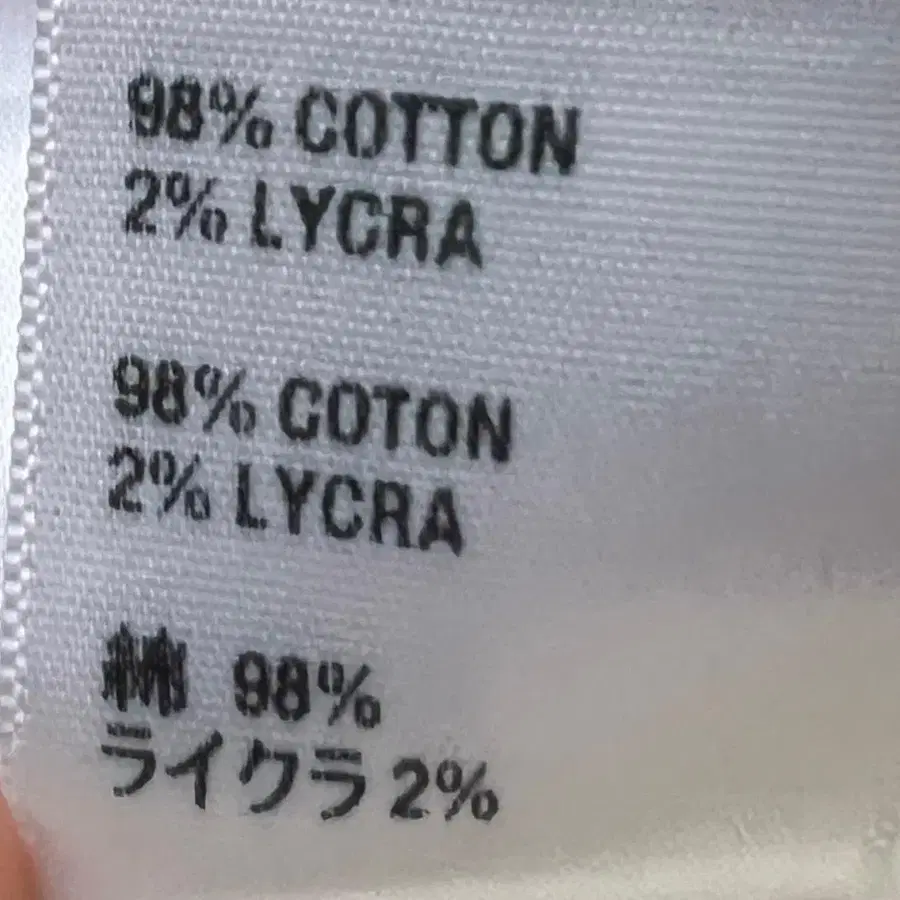 98% COTTON
2% LYCRA
98% COTON
2% LYCRA
綿 98%
ライクラ 2%